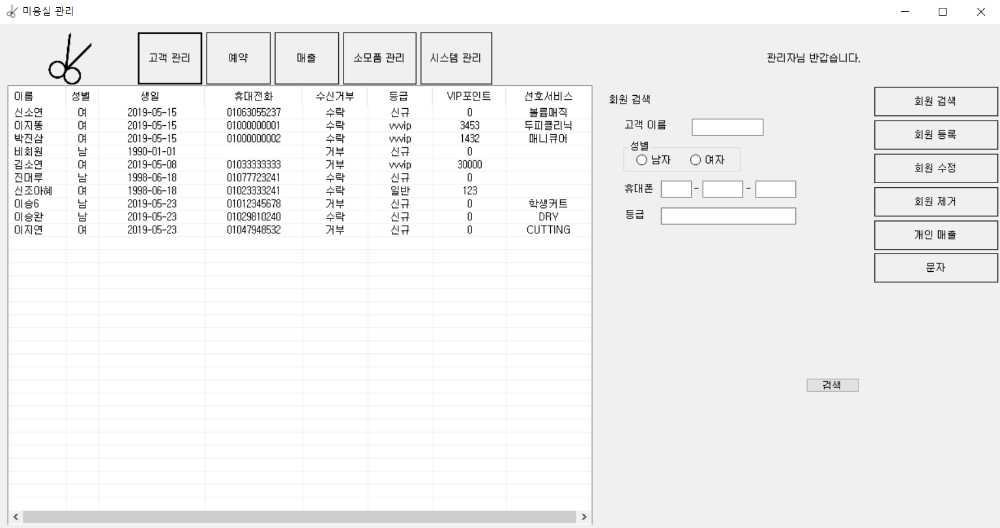 미용실 관리
고객 관리 예약 매출 소모품 관리 시스템 관리 관리자님 반갑습니다.
이름 성별 생일 휴대전화 수신거부 등급 VIP포인트 선호서비스
신소연 여 2019-05-15 01063055237 수락 신규 0 볼륨매직
이지똥 여 2019-05-15 01000000001 수락 vvvip 3453 두피클리닉
박진삼 여 2019-05-15 01000000002 수락 vvvip 1432 매니큐어
비회원 남 1990-01-01 거부 신규 0
김소연 여 2019-05-08 01033333333 거부 vvvip 30000
진머루 남 1998-06-18 01077723241 수락 신규 0
신조아혜 여 1998-06-18 01023333241 수락 일반 123
이승6 남 2019-05-23 01012345678 거부 신규 0 학생커트
이승완 남 2019-05-23 01029810240 수락 신규 0 DRY
이지연 여 2019-05-23 01047948532 거부 신규 0 CUTTING
회원 검색
고객 이름
성별
남자 여자
휴대폰 - -
등급
검색
회원 검색
회원 등록
회원 수정
회원 제거
개인 매출
문자